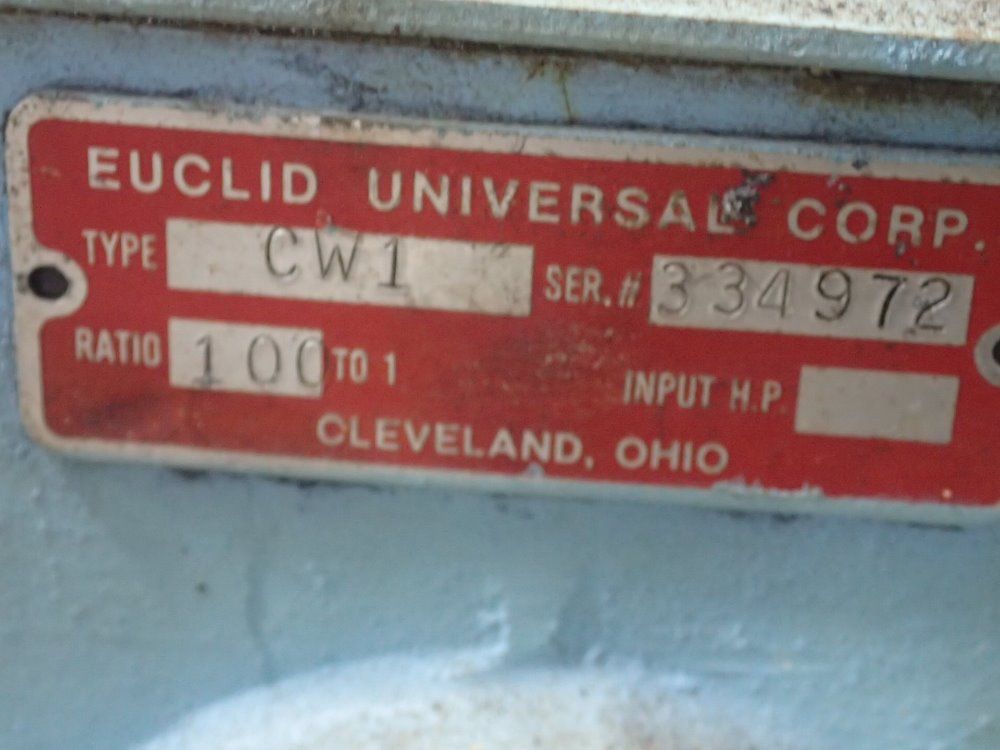 EUCLID UNIVERSAL CORP.
TYPE CW1 SER.# 334972
RATIO 100 TO 1 INPUT H.P.
CLEVELAND, OHIO